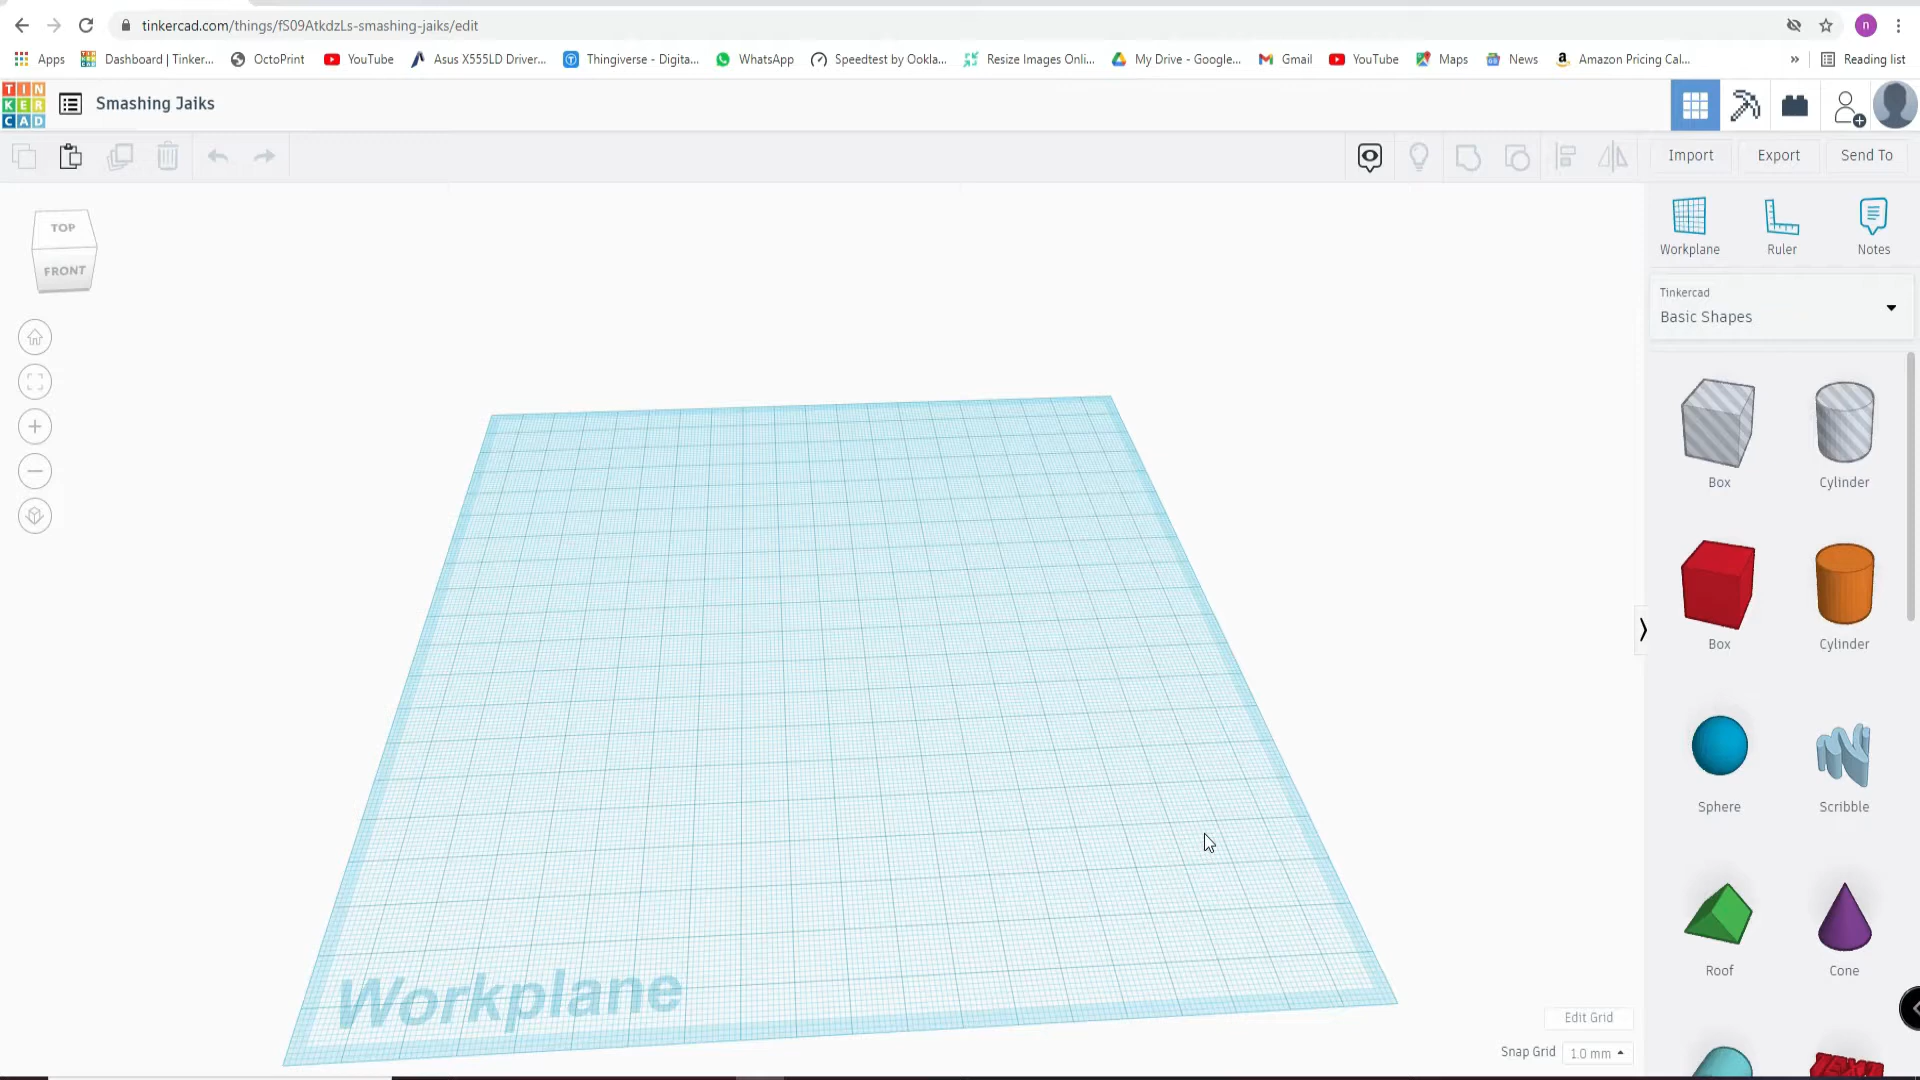 tinkercad.com/things/fS09AtkdzLs-smashing-jaiks/edit
n
Apps Dashboard | Tinker... OctoPrint YouTube Asus X555LD Driver... Thingiverse - Digita... WhatsApp Speedtest by Ookla... Resize Images Onli... My Drive - Google... Gmail YouTube Maps News Amazon Pricing Cal... » Reading list
TIN
KER
CAD
Smashing Jaiks
Import Export Send To
TOP
FRONT
Workplane Ruler Notes
Tinkercad
Basic Shapes
Box Cylinder
Box Cylinder
Sphere Scribble
Roof Cone
Workplane
Edit Grid
Snap Grid 1.0 mm
TEXT